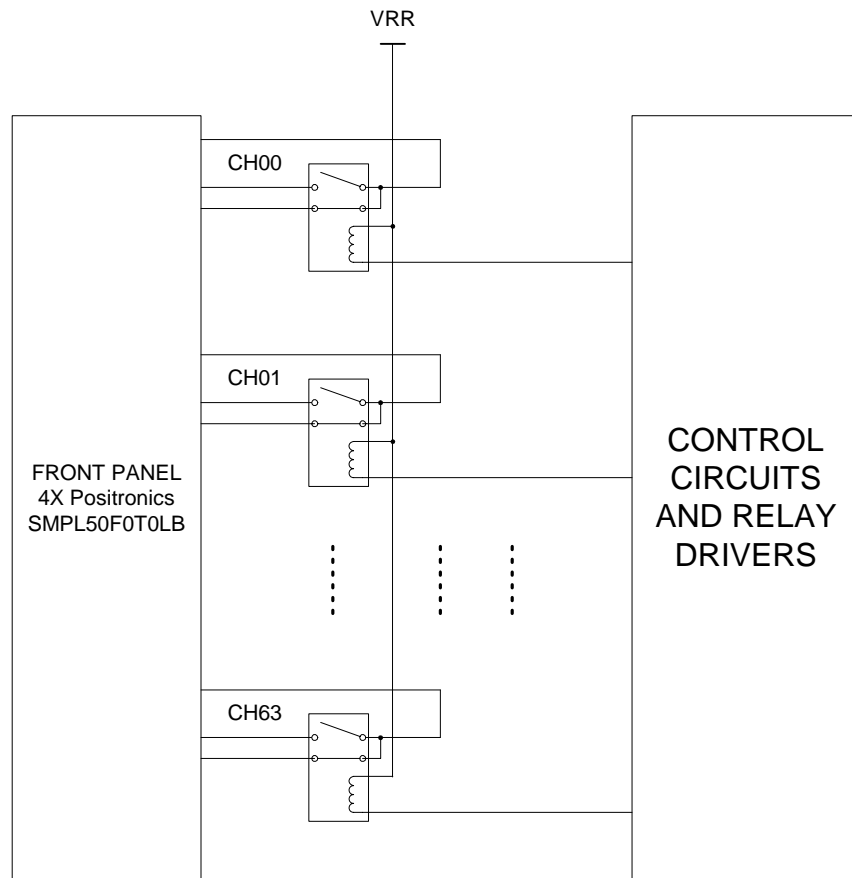 VRR
CH00
CH01
FRONT PANEL
4X Positronics
SMPL50F0T0LB
CONTROL
CIRCUITS
AND RELAY
DRIVERS
CH63